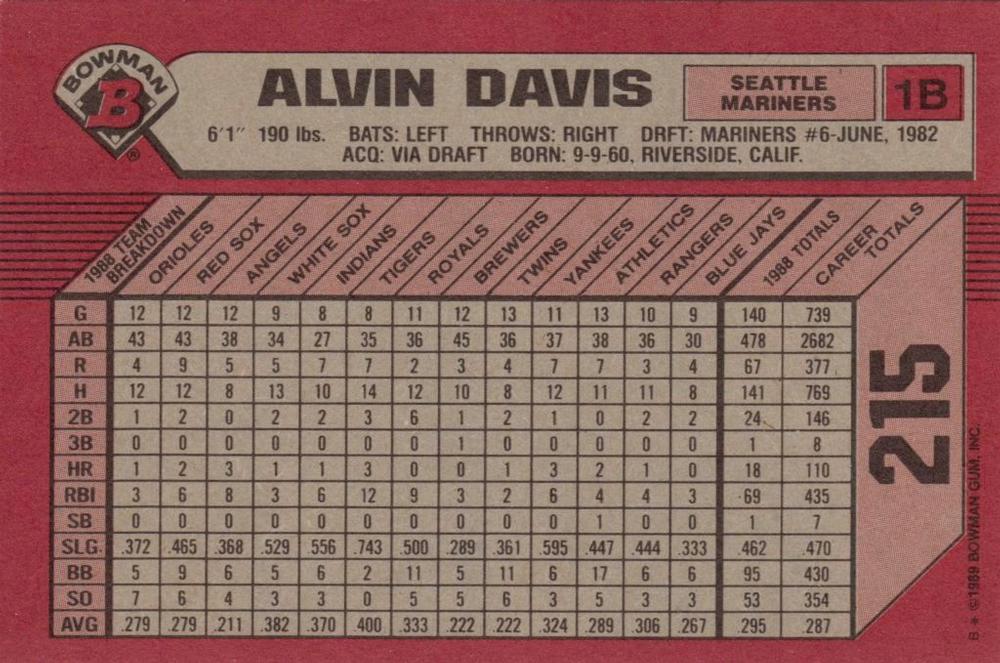 BOWMAN
B
®
ALVIN DAVIS
SEATTLE
MARINERS
1B
6'1" 190 lbs. BATS: LEFT THROWS: RIGHT DRFT: MARINERS #6-JUNE, 1982
ACQ: VIA DRAFT BORN: 9-9-60, RIVERSIDE, CALIF.
1988 TEAM BREAKDOWN ORIOLES RED SOX ANGELS WHITE SOX INDIANS TIGERS ROYALS BREWERS TWINS YANKEES ATHLETICS RANGERS BLUE JAYS 1988 TOTALS CAREER TOTALS
G 12 12 12 9 8 8 11 12 13 11 13 10 9 140 739
AB 43 43 38 34 27 35 36 45 36 37 38 36 30 478 2682
R 4 9 5 5 7 7 2 3 4 7 7 3 4 67 377
H 12 12 8 13 10 14 12 10 8 12 11 11 8 141 769
2B 1 2 0 2 2 3 6 1 2 1 0 2 2 24 146
3B 0 0 0 0 0 0 0 1 0 0 0 0 0 1 8
HR 1 2 3 1 1 3 0 0 1 3 2 1 0 18 110
RBI 3 6 8 3 6 12 9 3 2 6 4 4 3 69 435
SB 0 0 0 0 0 0 0 0 0 0 1 0 0 1 7
SLG. .372 .465 .368 .529 .556 .743 .500 .289 .361 .595 .447 .444 .333 .462 .470
BB 5 9 6 5 6 2 11 5 11 6 17 6 6 95 430
SO 7 6 4 3 3 0 5 5 6 3 5 3 3 53 354
AVG .279 .279 .211 .382 .370 .400 .333 .222 .222 .324 .289 .306 .267 .295 .287
215
B * ©1989 BOWMAN GUM, INC.